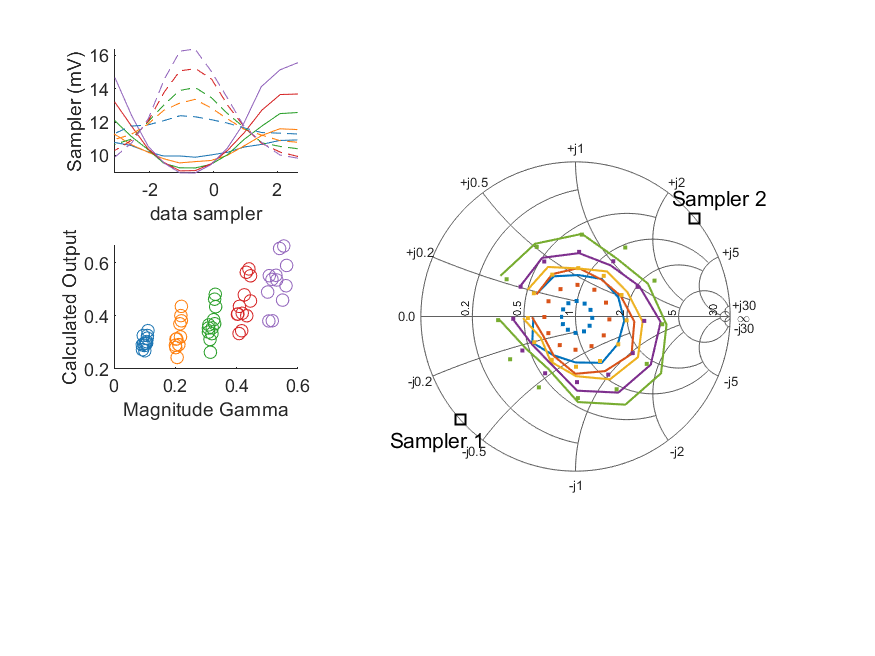 Sampler (mV)
16
14
12
10
-2
0
2
data sampler
Calculated Output
0.6
0.4
0.2
0
0.2
0.4
0.6
Magnitude Gamma
+j1
+j0.5
+j2
Sampler 2
+j0.2
+j5
0.0
0.2
0.5
1
2
5
30
+j30
∞
-j30
-j0.2
-j5
Sampler 1
-j0.5
-j2
-j1